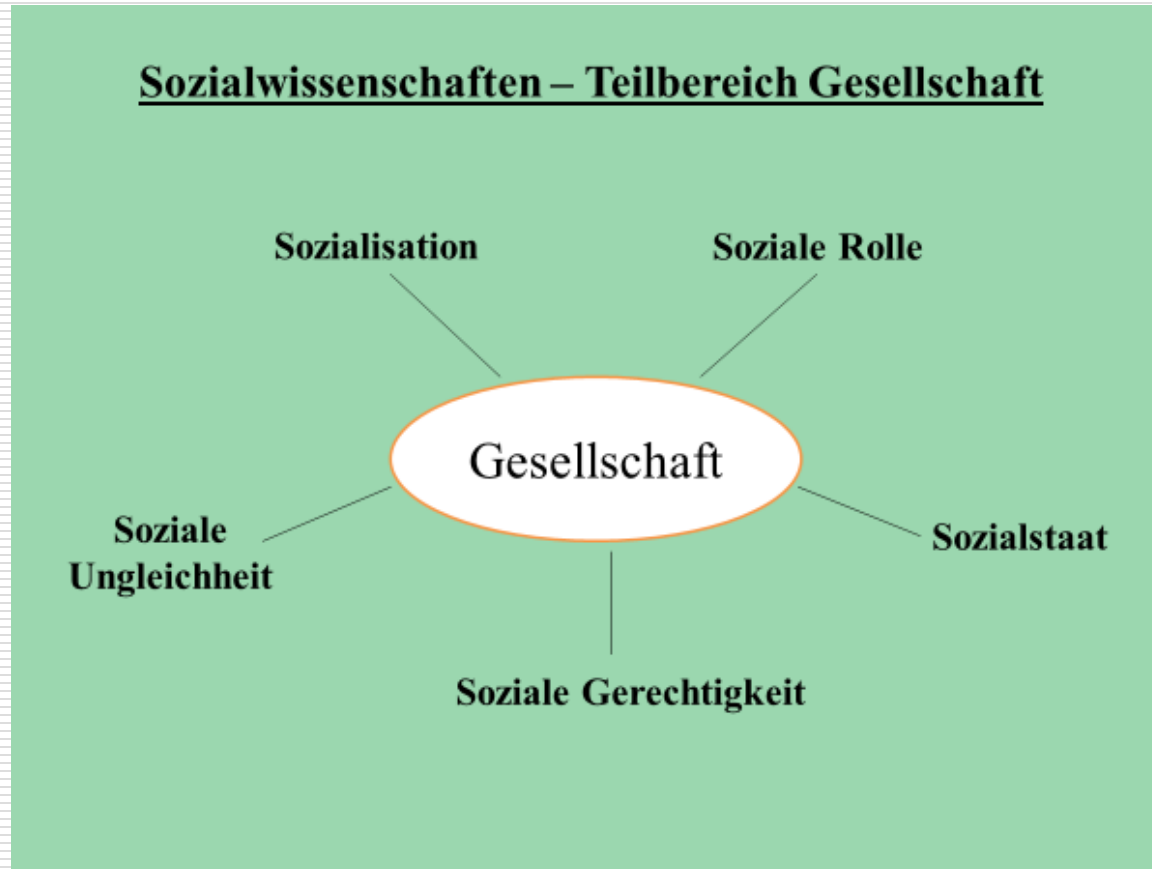 Sozialwissenschaften – Teilbereich Gesellschaft
Sozialisation
Soziale Rolle
Gesellschaft
Soziale
Ungleichheit
Sozialstaat
Soziale Gerechtigkeit